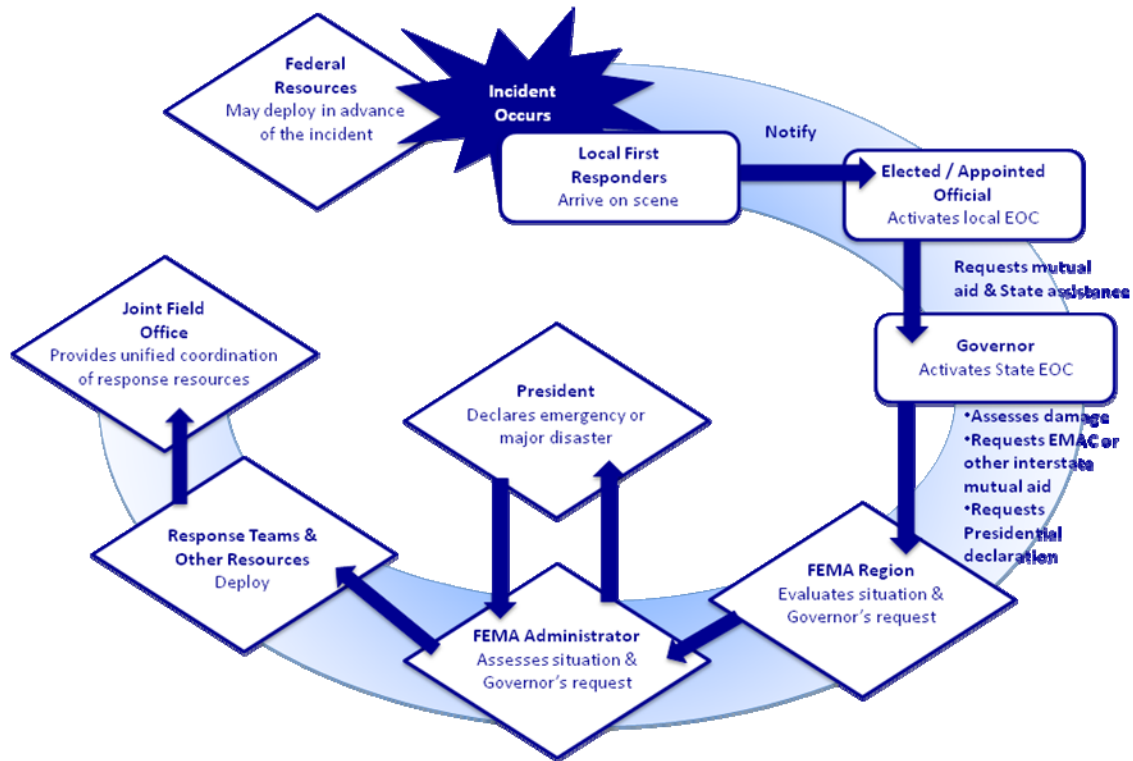 Federal
Resources
May deploy in advance
of the incident
Incident
Occurs
Local First
Responders
Arrive on scene
Notify
Elected / Appointed
Official
Activates local EOC
Requests mutual
aid & State assistance
Governor
Activates State EOC
•Assesses damage
•Requests EMAC or
other interstate
mutual aid
•Requests
Presidential
declaration
FEMA Region
Evaluates situation &
Governor's request
FEMA Administrator
Assesses situation &
Governor's request
President
Declares emergency or
major disaster
Response Teams &
Other Resources
Deploy
Joint Field
Office
Provides unified coordination
of response resources